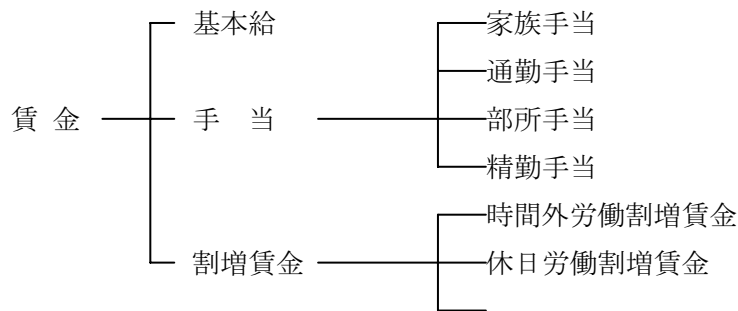 基本給
家族手当
通勤手当
賃 金
手　当
部所手当
精勤手当
時間外労働割増賃金
割増賃金
休日労働割増賃金